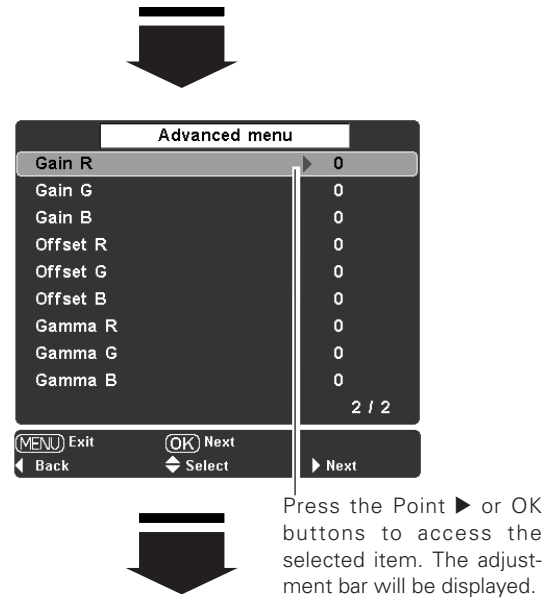 Advanced menu
Gain R 0
Gain G 0
Gain B 0
Offset R 0
Offset G 0
Offset B 0
Gamma R 0
Gamma G 0
Gamma B 0
2 / 2
MENU Exit OK Next
◀ Back Select ▶ Next
Press the Point ▶ or OK
buttons to access the
selected item. The adjust-
ment bar will be displayed.